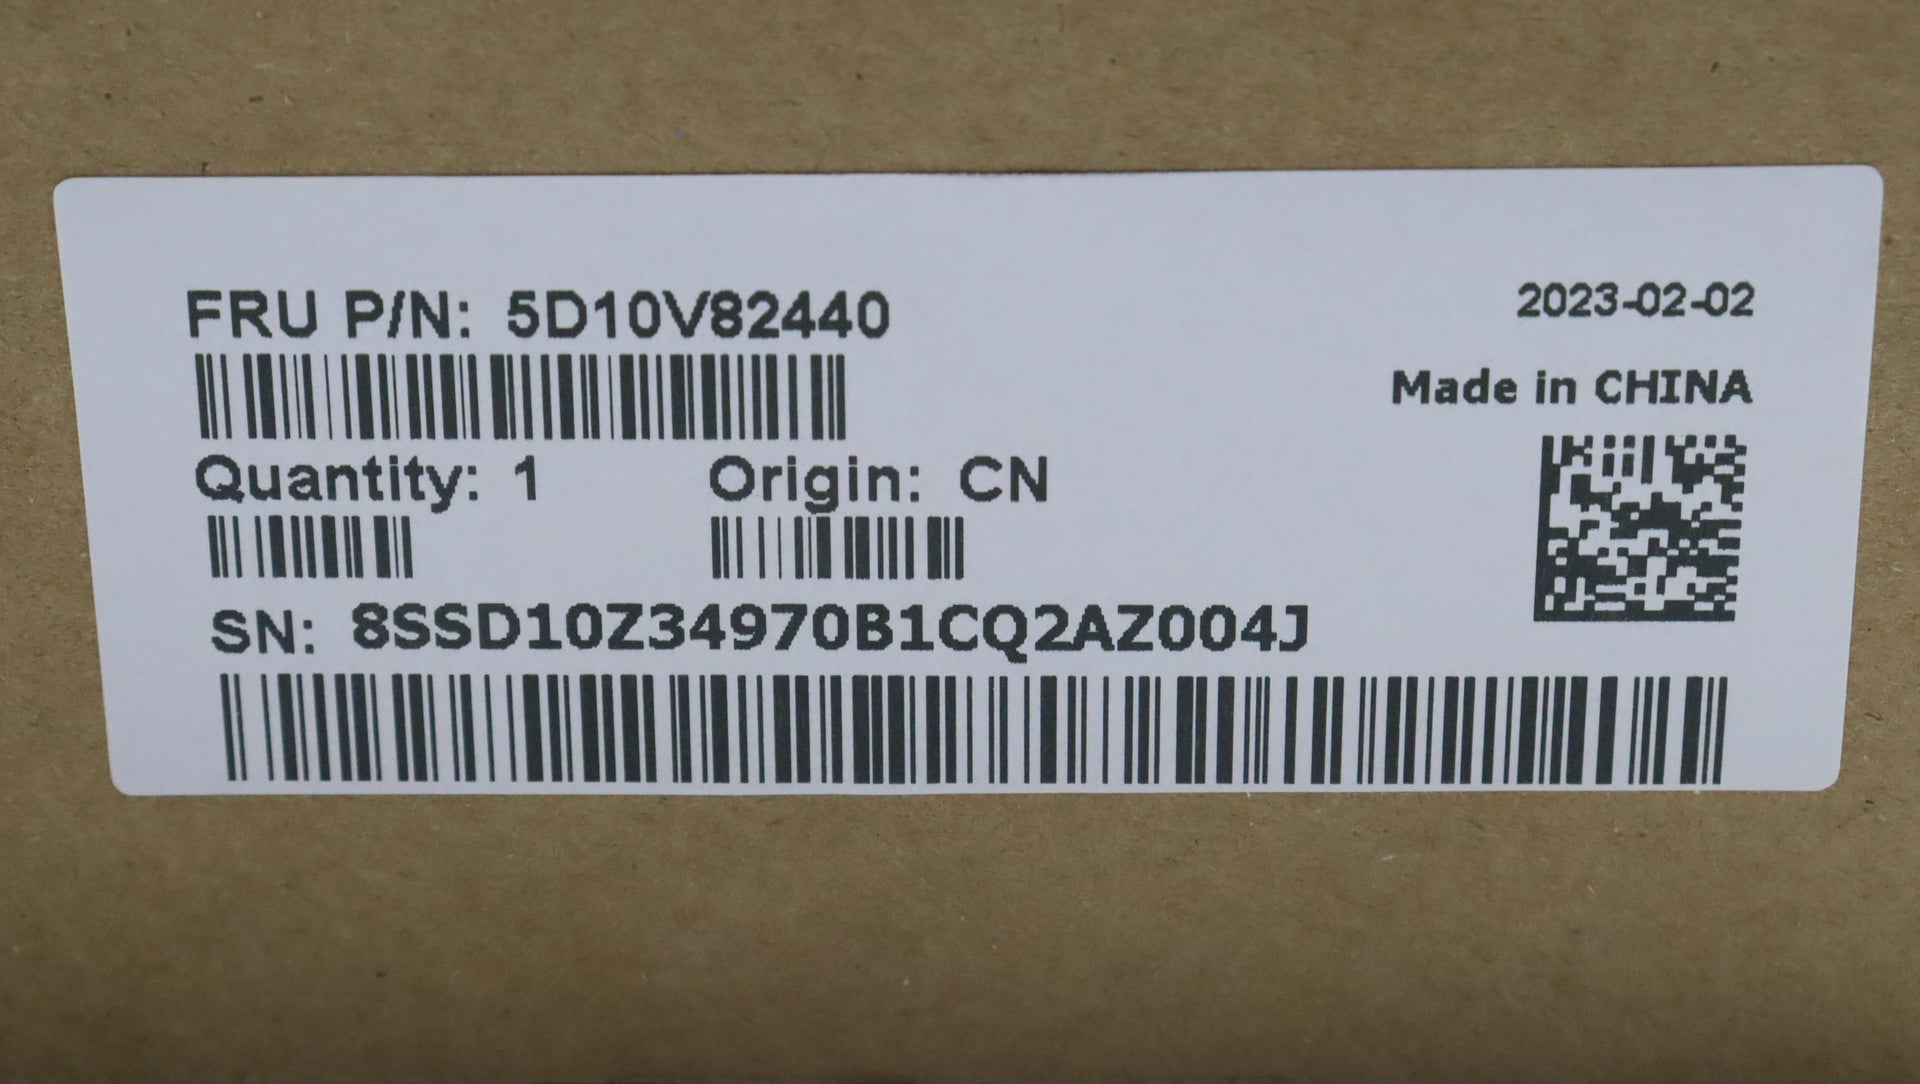 FRU P/N: 5D10V82440
2023-02-02
Made in CHINA
Quantity: 1
Origin: CN
SN: 8SSD10Z34970B1CQ2AZ004J